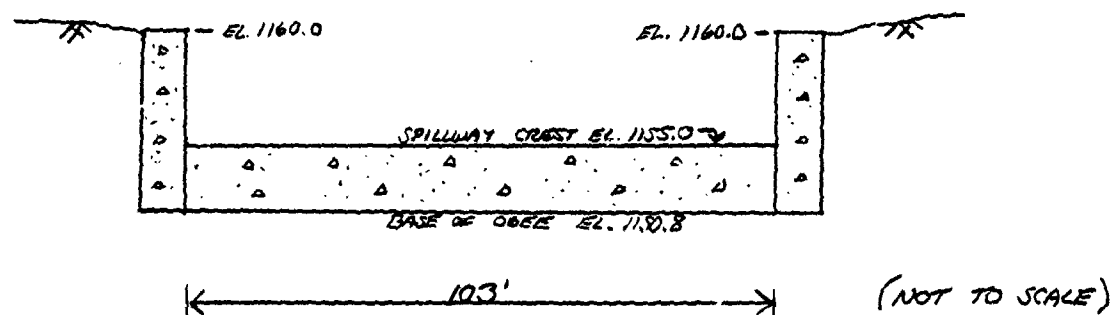 EL. 1160.0
EL. 1160.0
SPILLWAY CREST EL. 1155.0
BASE OF OGEE EL. 1150.8
103'
(NOT TO SCALE)